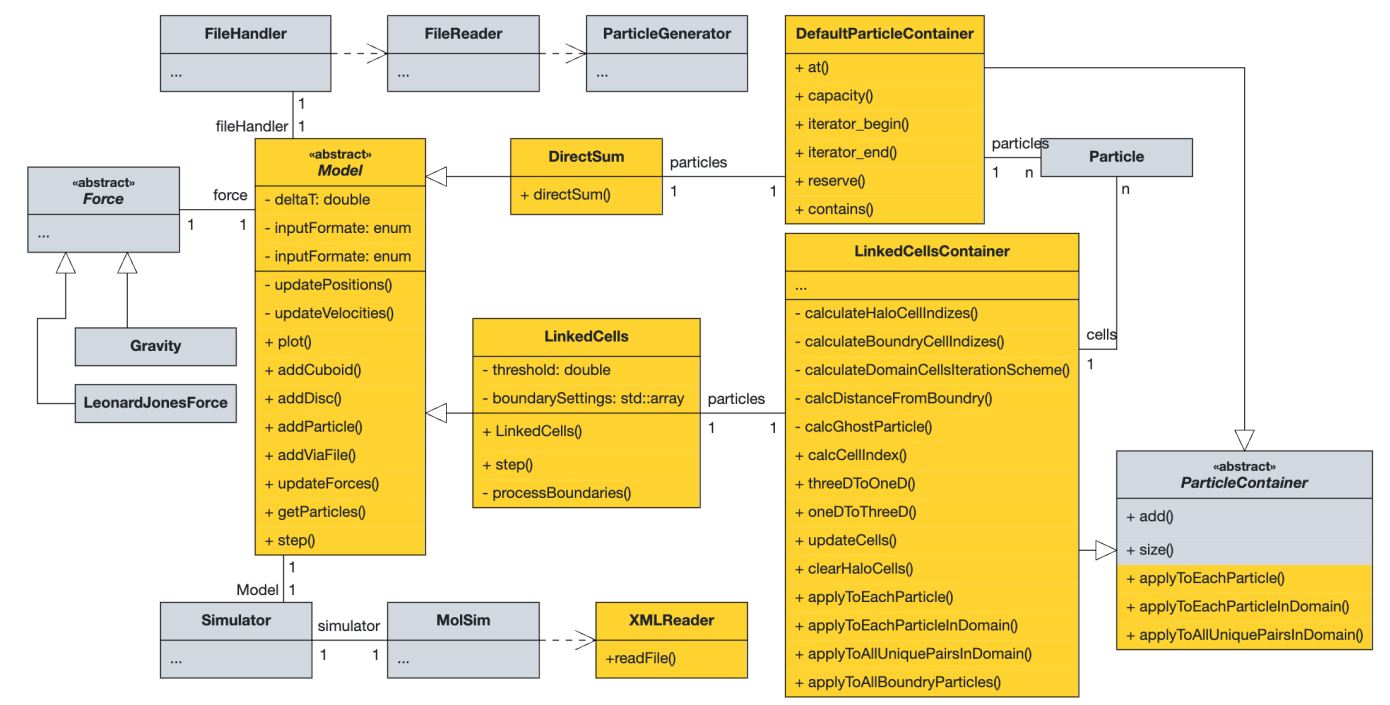 FileHandler
...
FileReader
...
ParticleGenerator
...
1
fileHandler
1
«abstract»
Force
...
force
1
1
Gravity
LeonardJonesForce
«abstract»
Model
- deltaT: double
- inputFormate: enum
- inputFormate: enum
- updatePositions()
- updateVelocities()
+ plot()
+ addCuboid()
+ addDisc()
+ addParticle()
+ addViaFile()
+ updateForces()
+ getParticles()
+ step()
1
Model
1
Simulator
...
simulator
1
1
MolSim
...
XMLReader
+readFile()
DirectSum
+ directSum()
particles
1
1
LinkedCells
- threshold: double
- boundarySettings: std::array
+ LinkedCells()
+ step()
- processBoundaries()
particles
1
1
DefaultParticleContainer
+ at()
+ capacity()
+ iterator_begin()
+ iterator_end()
+ reserve()
+ contains()
particles
1
n
Particle
n
LinkedCellsContainer
...
- calculateHaloCellIndizes()
- calculateBoundryCellIndizes()
- calculateDomainCellsIterationScheme()
- calcDistanceFromBoundry()
- calcGhostParticle()
+ calcCellIndex()
+ threeDToOneD()
+ oneDToThreeD()
+ updateCells()
+ clearHaloCells()
+ applyToEachParticle()
+ applyToEachParticleInDomain()
+ applyToAllUniquePairsInDomain()
+ applyToAllBoundryParticles()
cells
1
«abstract»
ParticleContainer
+ add()
+ size()
+ applyToEachParticle()
+ applyToEachParticleInDomain()
+ applyToAllUniquePairsInDomain()